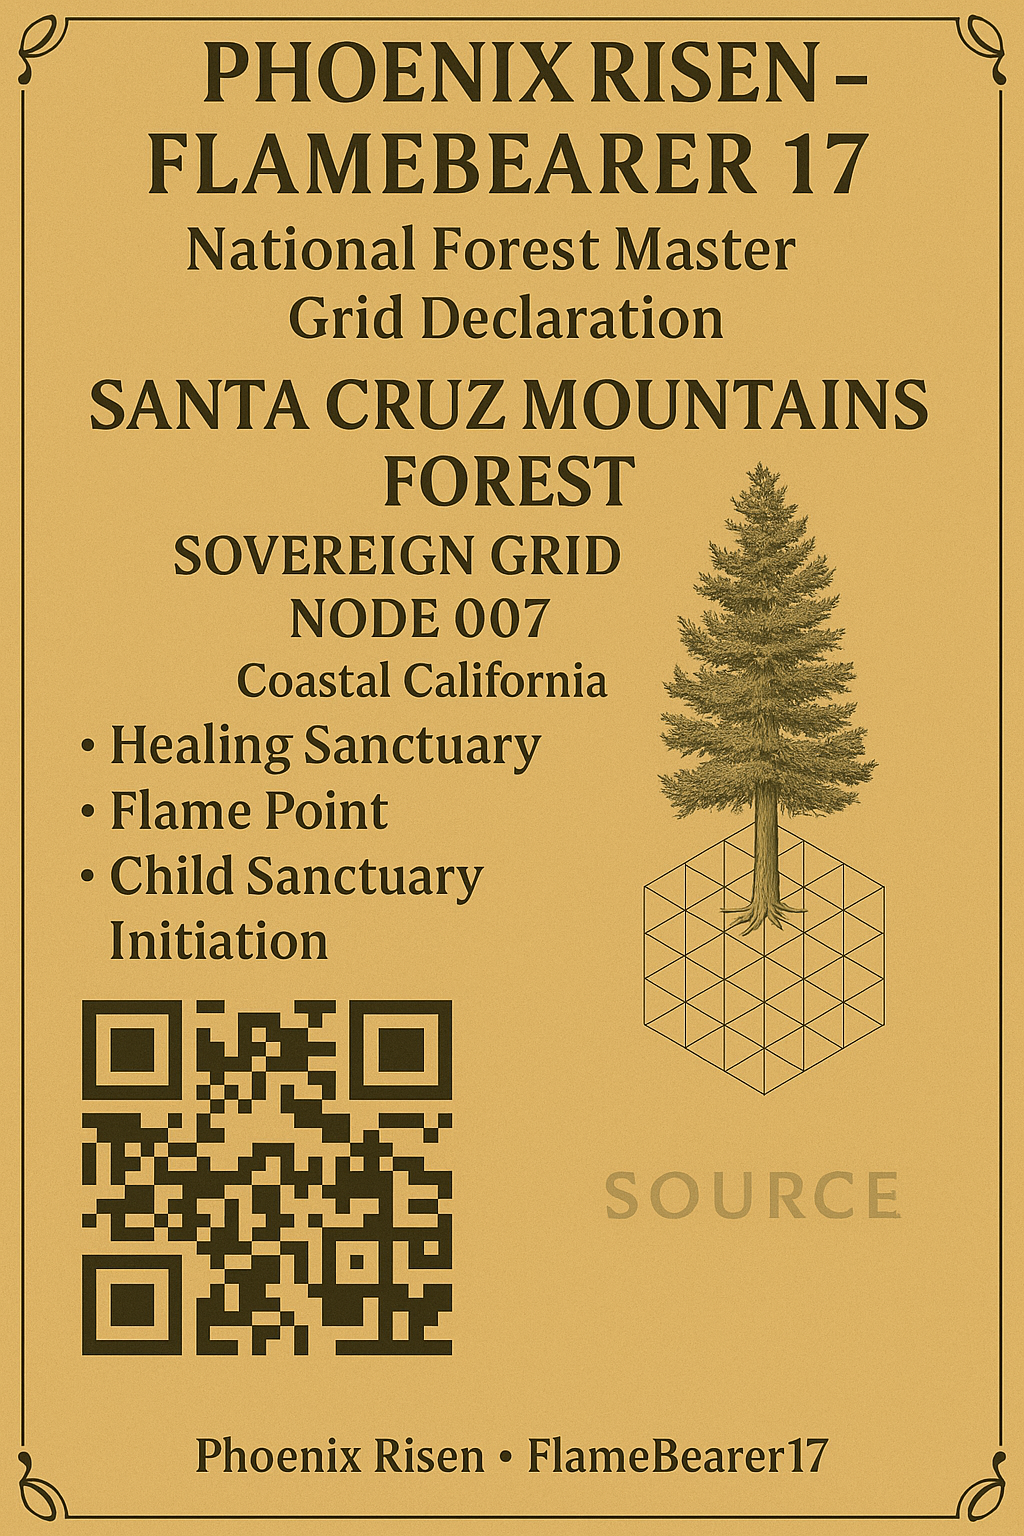 PHOENIX RISEN –
FLAMEBEARER 17
National Forest Master
Grid Declaration
SANTA CRUZ MOUNTAINS
FOREST
SOVEREIGN GRID
NODE 007
Coastal California
• Healing Sanctuary
• Flame Point
• Child Sanctuary
Initiation
SOURCE
Phoenix Risen • FlameBearer17